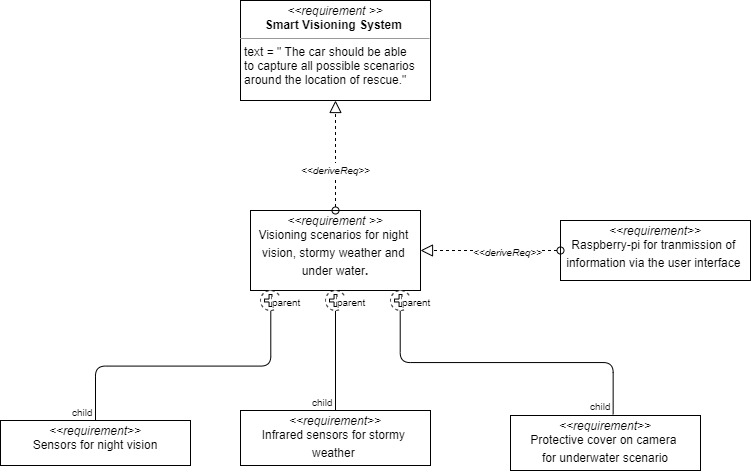 <<requirement >>
Smart Visioning System
text = " The car should be able
to capture all possible scenarios
around the location of rescue."
<<deriveReq>>
<<requirement >>
Visioning scenarios for night
vision, stormy weather and
under water.
<<deriveReq>>
<<requirement>>
Raspberry-pi for tranmission of
information via the user interface
parent
parent
parent
child
child
child
<<requirement>>
Sensors for night vision
<<requirement>>
Infrared sensors for stormy
weather
<<requirement>>
Protective cover on camera
for underwater scenario